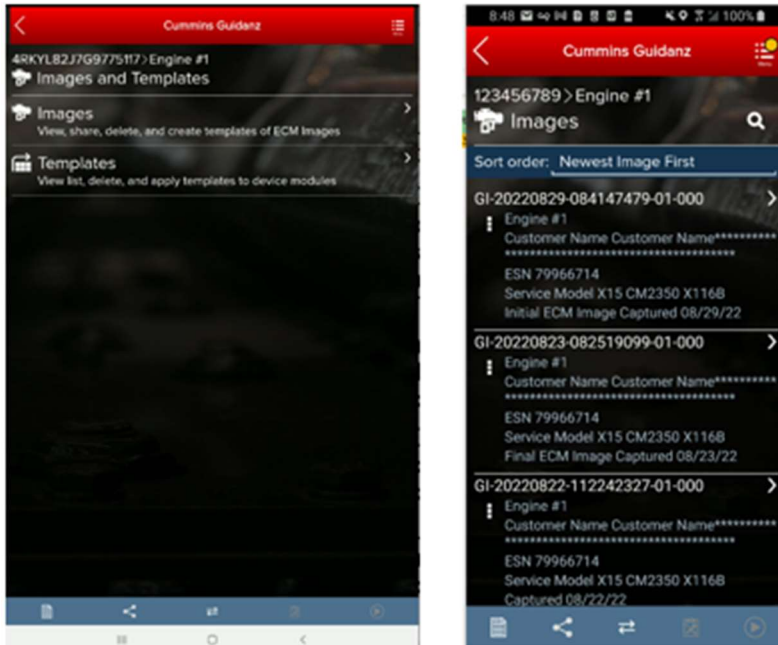 Cummins Guidanz
Menu
4RKYL82J7G9775117>Engine #1
Images and Templates
Images
View, share, delete, and create templates of ECM Images
Templates
View list, delete, and apply templates to device modules
8:48 100%
Cummins Guidanz
Menu
123456789>Engine #1
Images
Sort order: Newest Image First
GI-20220829-084147479-01-000
Engine #1
Customer Name Customer Name**********
*************************************
ESN 79966714
Service Model X15 CM2350 X116B
Initial ECM Image Captured 08/29/22
GI-20220823-082519099-01-000
Engine #1
Customer Name Customer Name**********
*************************************
ESN 79966714
Service Model X15 CM2350 X116B
Final ECM Image Captured 08/23/22
GI-20220822-112242327-01-000
Engine #1
Customer Name Customer Name**********
*************************************
ESN 79966714
Service Model X15 CM2350 X116B
Captured 08/22/22